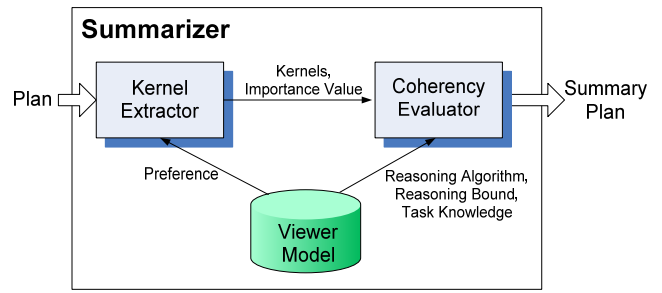 Summarizer
Plan
Kernel
Extractor
Kernels,
Importance Value
Coherency
Evaluator
Summary
Plan
Preference
Reasoning Algorithm,
Reasoning Bound,
Task Knowledge
Viewer
Model